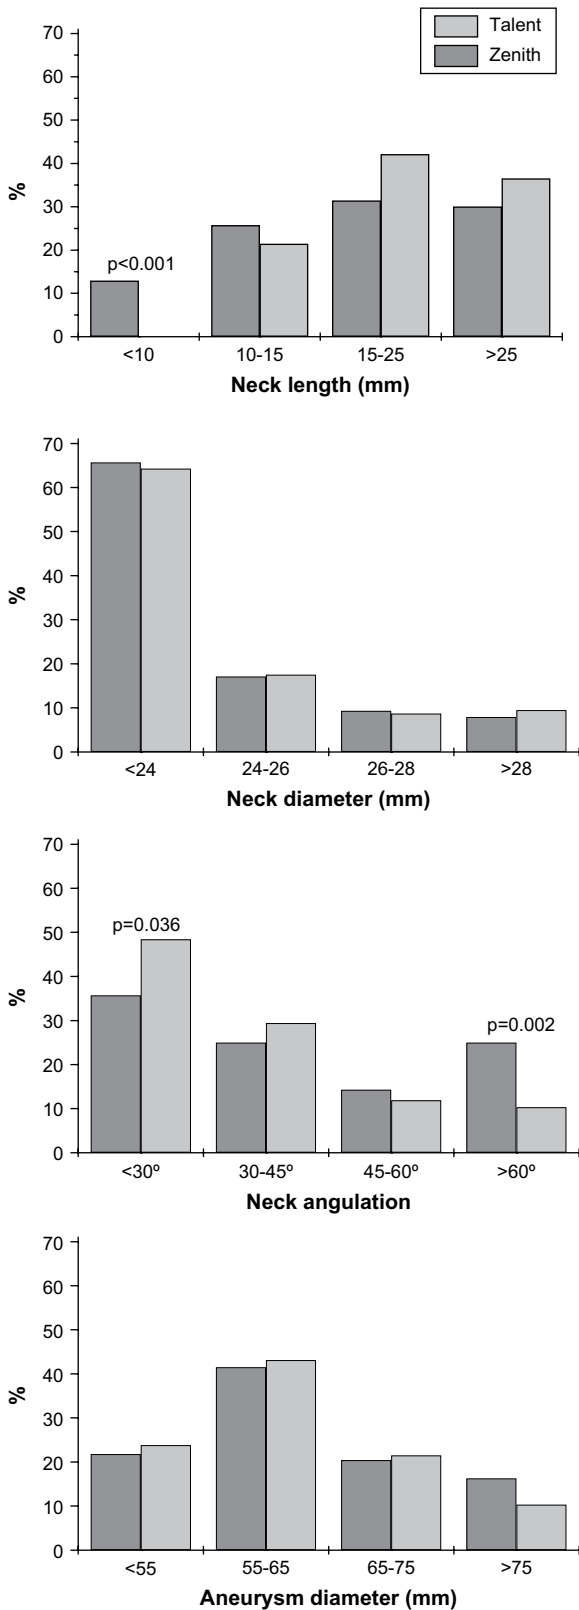 Talent
Zenith
70
60
50
40
30
20
10
0
%
p<0.001
<10 10-15 15-25 >25
Neck length (mm)
70
60
50
40
30
20
10
0
%
<24 24-26 26-28 >28
Neck diameter (mm)
70
60
50
40
30
20
10
0
%
p=0.036
p=0.002
<30º 30-45º 45-60º >60º
Neck angulation
70
60
50
40
30
20
10
0
%
<55 55-65 65-75 >75
Aneurysm diameter (mm)